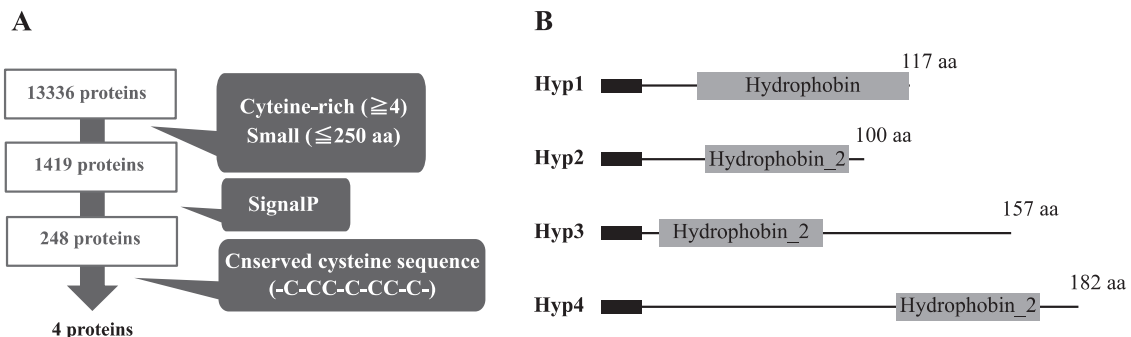 A
13336 proteins
Cyteine-rich (≧4)
Small (≦250 aa)
1419 proteins
SignalP
248 proteins
Cnserved cysteine sequence
(-C-CC-C-CC-C-)
4 proteins
B
117 aa
Hyp1 Hydrophobin
100 aa
Hyp2 Hydrophobin_2
157 aa
Hyp3 Hydrophobin_2
182 aa
Hyp4 Hydrophobin_2